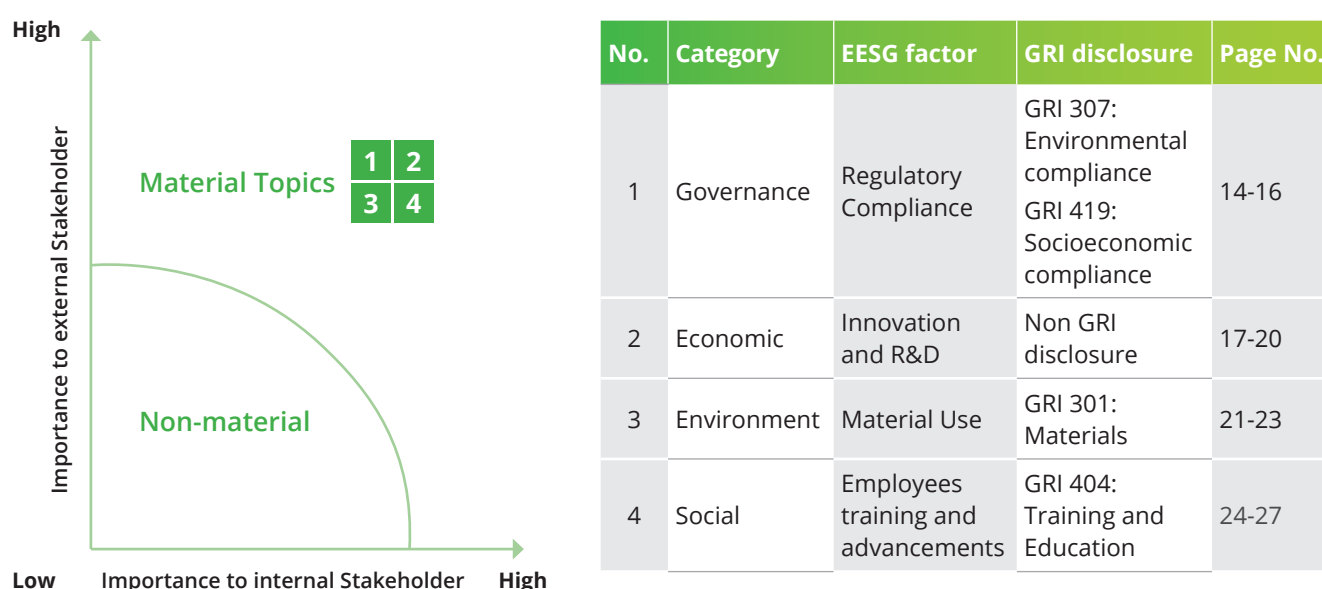 High
Importance to external Stakeholder
Material Topics
1 2
3 4
Non-material
Low Importance to internal Stakeholder High
No. Category EESG factor GRI disclosure Page No.
1 Governance Regulatory
Compliance
GRI 307:
Environmental
compliance
GRI 419:
Socioeconomic
compliance
14-16
2 Economic Innovation
and R&D
Non GRI
disclosure
17-20
3 Environment Material Use
GRI 301:
Materials
21-23
4 Social
Employees
training and
advancements
GRI 404:
Training and
Education
24-27